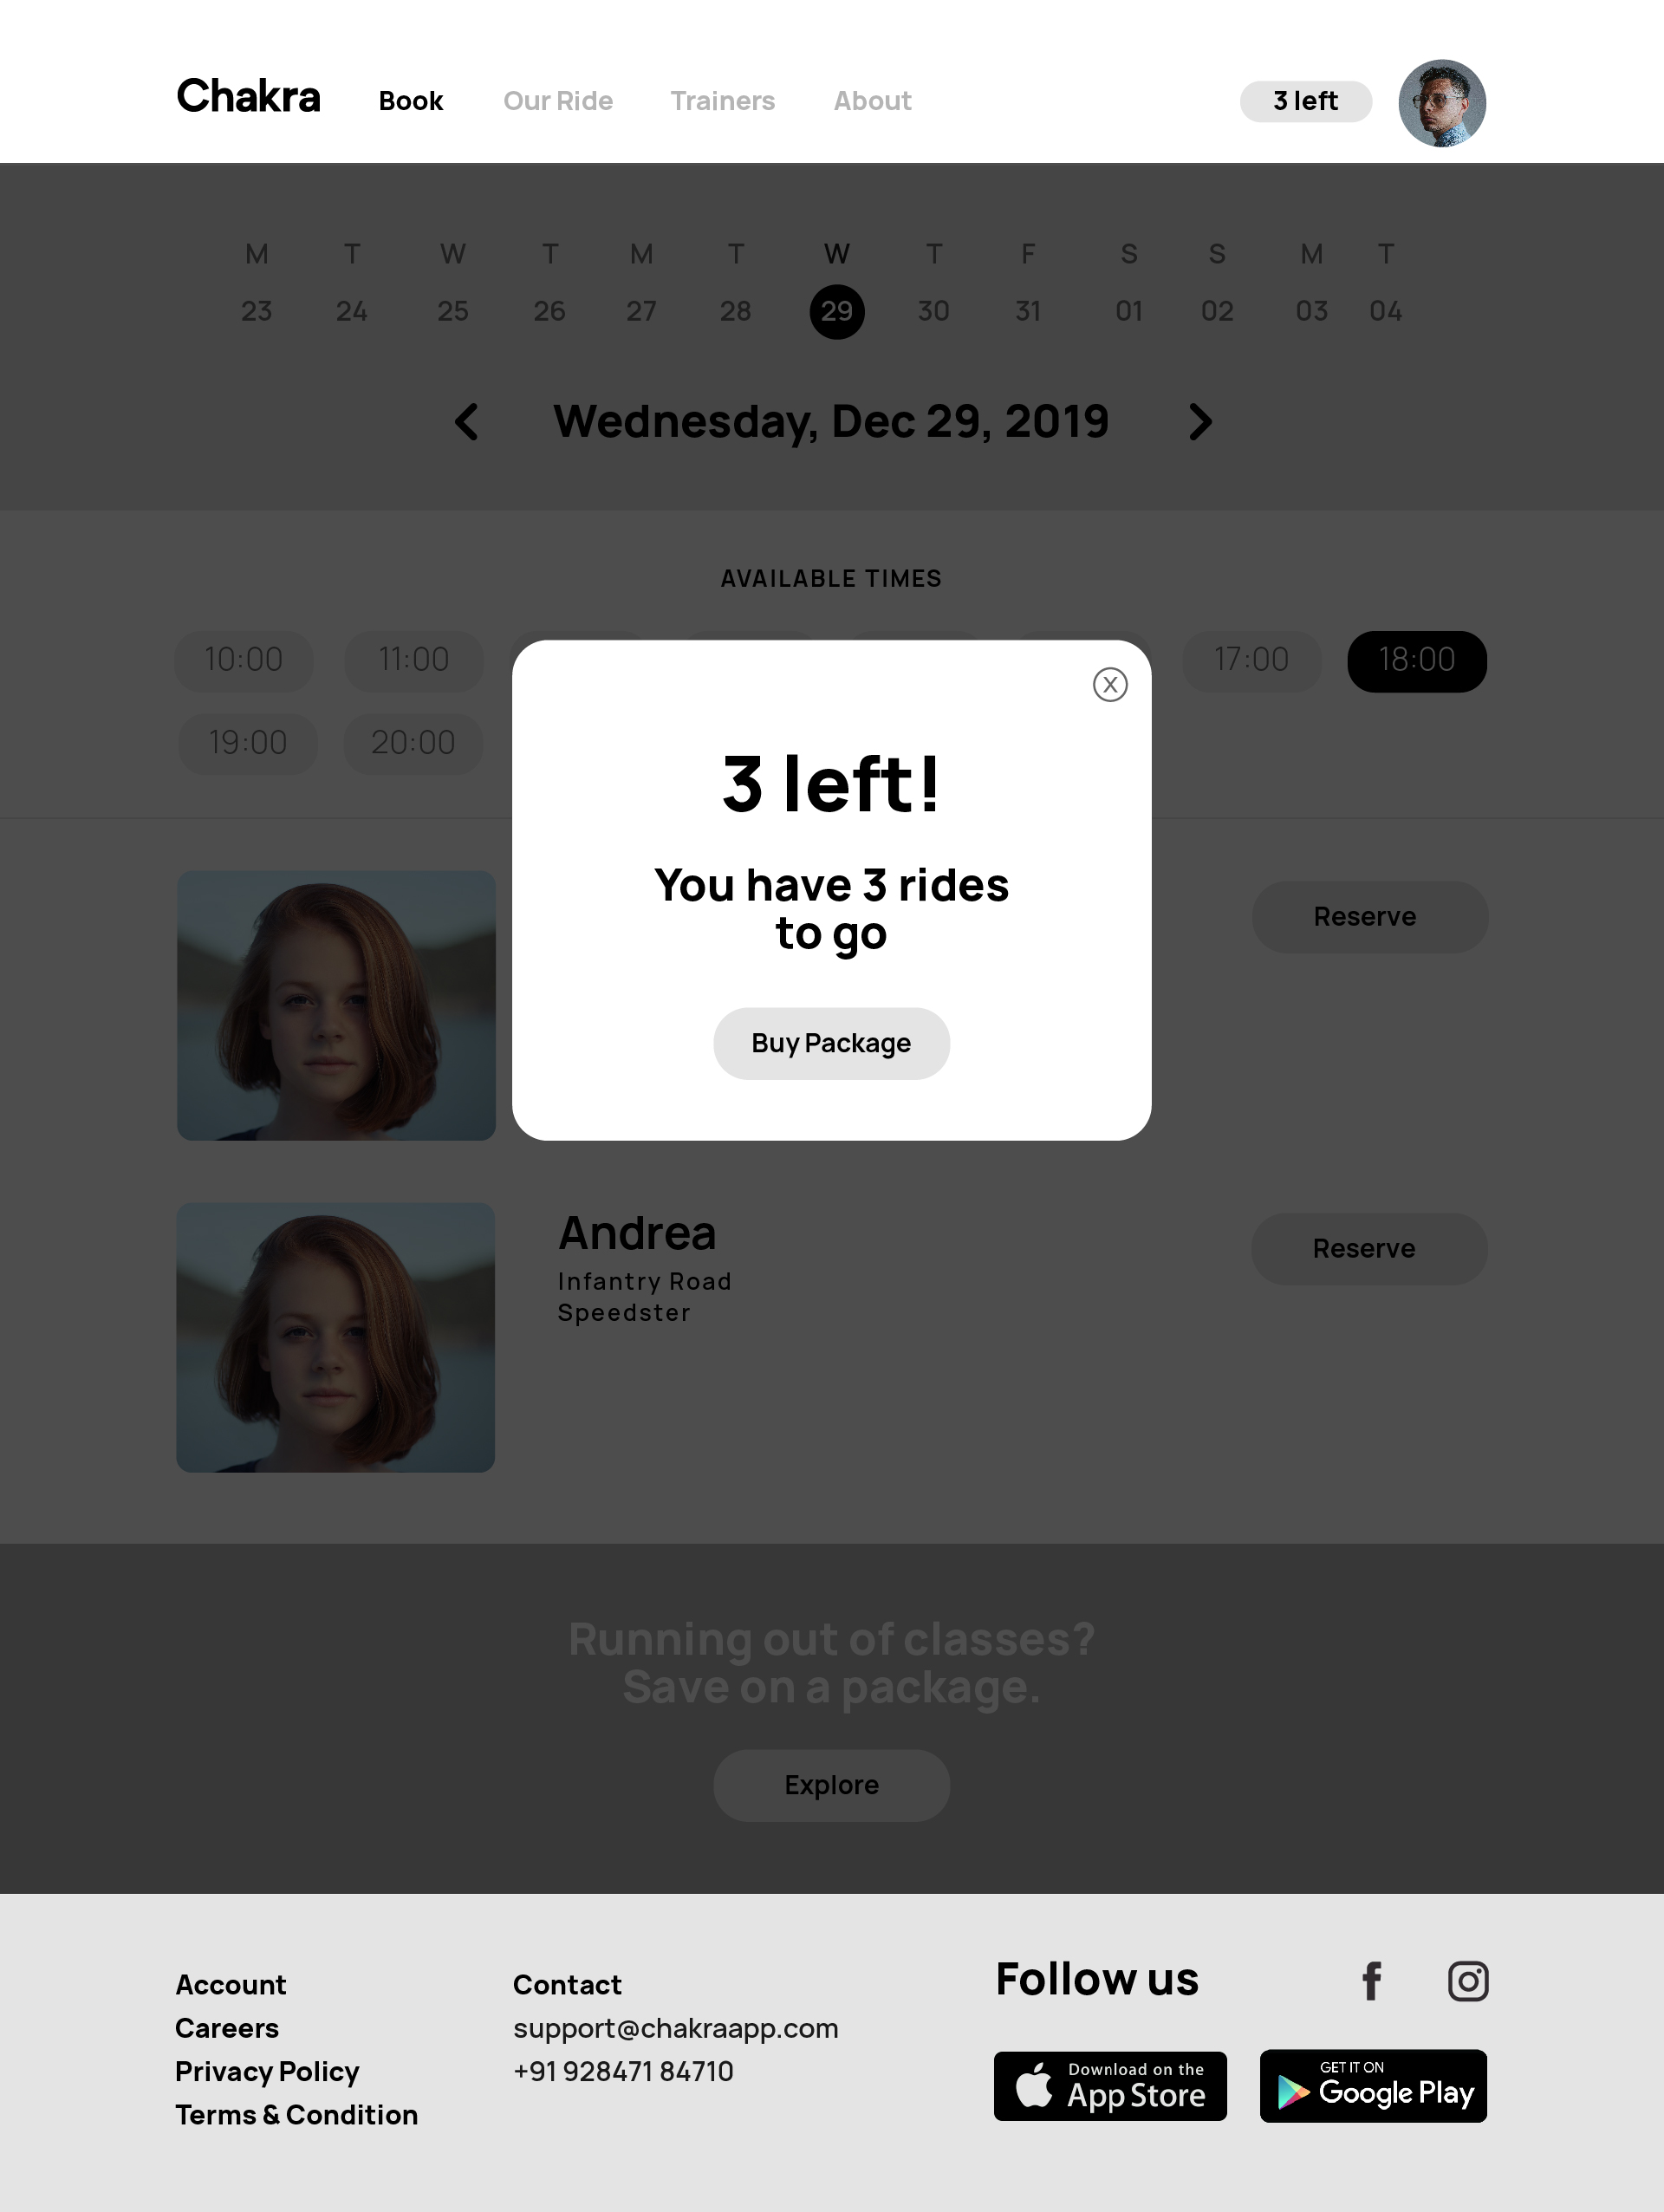 Chakra Book Our Ride Trainers About 3 left
M T W T M T W T F S S M T
23 24 25 26 27 28 29 30 31 01 02 03 04
Wednesday, Dec 29, 2019
AVAILABLE TIMES
10:00 11:00 17:00 18:00
19:00 20:00
X
3 left!
You have 3 rides
to go
Buy Package
Reserve
Andrea
Infantry Road
Speedster
Reserve
Running out of classes?
Save on a package.
Explore
Account
Careers
Privacy Policy
Terms & Condition
Contact
support@chakraapp.com
+91 928471 84710
Follow us
Download on the
App Store
GET IT ON
Google Play